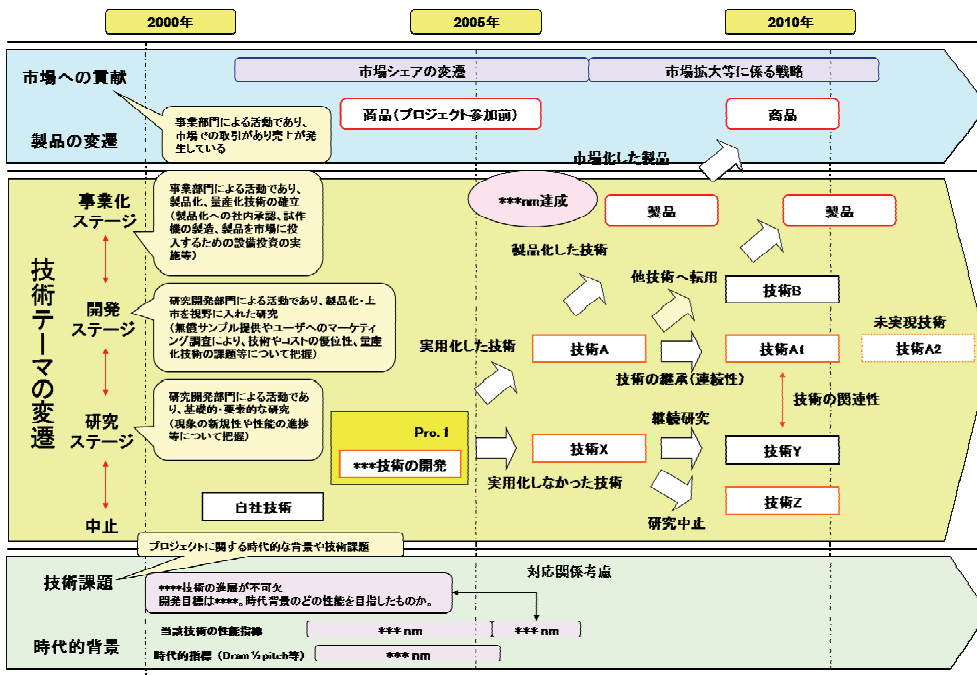 2000年
2005年
2010年
市場への貢献
市場シェアの変遷
市場拡大等に係る戦略
事業部門による活動であり、
市場での取引があり売上が発
生している
商品(プロジェクト参加前)
商品
製品の変遷
市場化した製品
技術テーマの変遷
事業化
ステージ
事業部門による活動であり、
製品化、量産化技術の確立
(製品化への社内承認、試作
機の製造、製品を市場に投
入するための設備投資の実
施等)
***nm達成
製品
製品
製品化した技術
他技術へ転用
技術B
開発
ステージ
研究開発部門による活動であり、製品化・上
市を視野に入れた研究
(無償サンプル提供やユーザへのマーケティ
ング調査により、技術やコストの優位性、量産
化技術の課題等について把握)
未実現技術
実用化した技術
技術A
技術A1
技術A2
技術の継承(連続性)
研究
ステージ
研究開発部門による活動であ
り、基礎的・要素的な研究
(現象の新規性や性能の進捗
等について把握)
技術の関連性
継続研究
Pro.1
***技術の開発
技術X
技術Y
実用化しなかった技術
技術Z
自社技術
研究中止
中止
プロジェクトに関する時代的な背景や技術課題
技術課題
対応関係考慮
****技術の進展が不可欠
開発目標は****。時代背景のどの性能を目指したものか。
当該技術の性能指標
***nm
***nm
時代的背景
時代的指標(Dram ½pitch等)
***nm